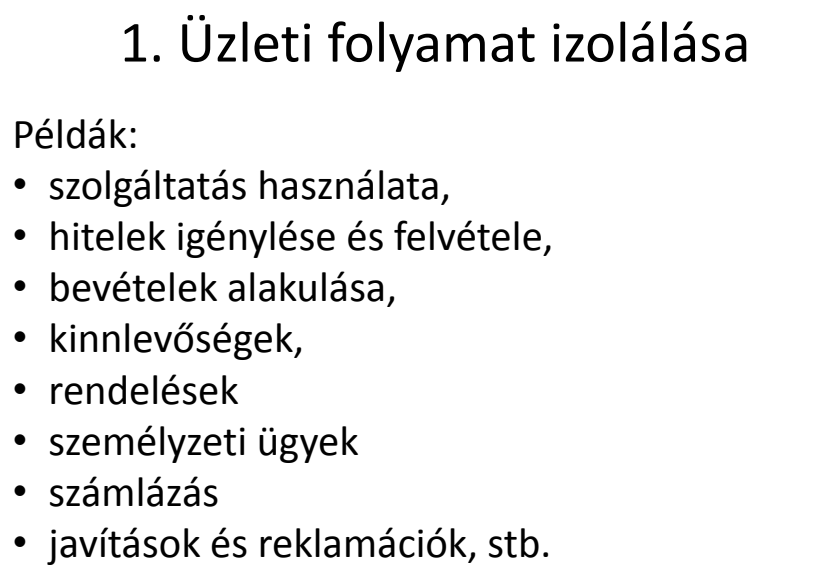 1. Üzleti folyamat izolálása
Példák:
• szolgáltatás használata,
• hitelek igénylése és felvétele,
• bevételek alakulása,
• kinnlevőségek,
• rendelések
• személyzeti ügyek
• számlázás
• javítások és reklamációk, stb.